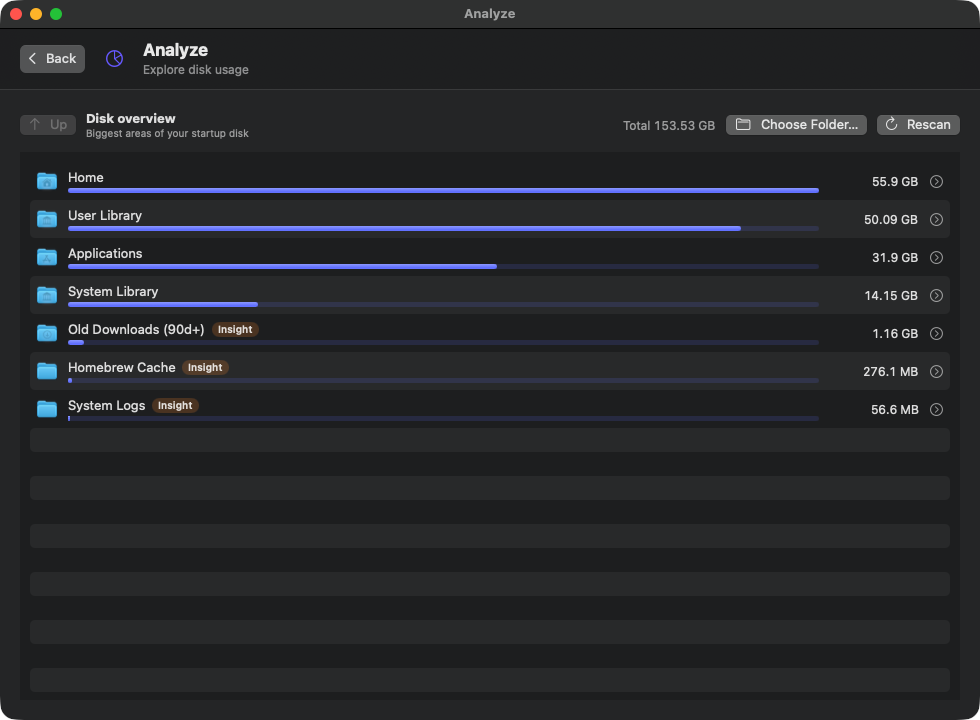 Analyze
Back
Analyze
Explore disk usage
Up
Disk overview
Biggest areas of your startup disk
Total 153.53 GB
Choose Folder...
Rescan
Home 55.9 GB
User Library 50.09 GB
Applications 31.9 GB
System Library 14.15 GB
Old Downloads (90d+) Insight 1.16 GB
Homebrew Cache Insight 276.1 MB
System Logs Insight 56.6 MB